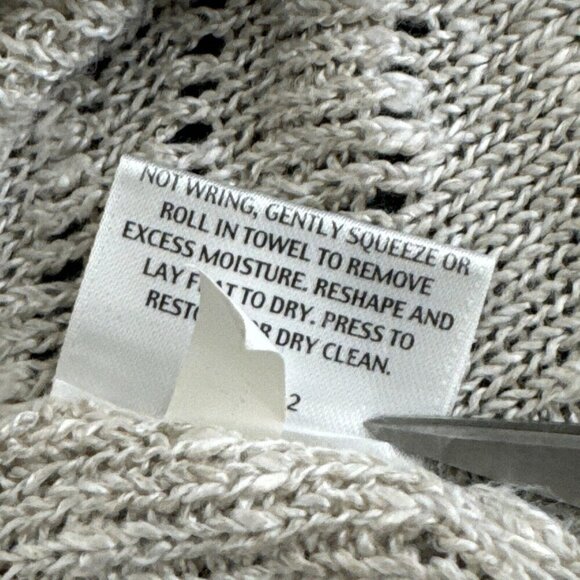 NOT WRING, GENTLY SQUEEZE OR
ROLL IN TOWEL TO REMOVE
EXCESS MOISTURE. RESHAPE AND
LAY FLAT TO DRY. PRESS TO
DRY CLEAN.
2